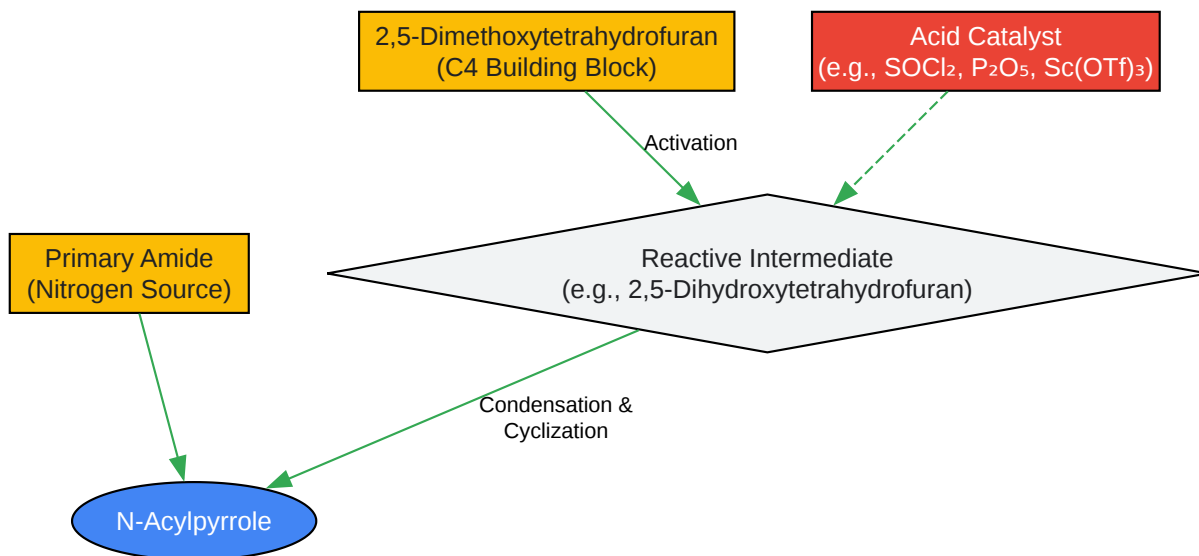 2,5-Dimethoxytetrahydrofuran
(C4 Building Block)
Acid Catalyst
(e.g., SOCl₂, P₂O₅, Sc(OTf)₃)
Activation
Primary Amide
(Nitrogen Source)
Reactive Intermediate
(e.g., 2,5-Dihydroxytetrahydrofuran)
Condensation &
Cyclization
N-Acylpyrrole